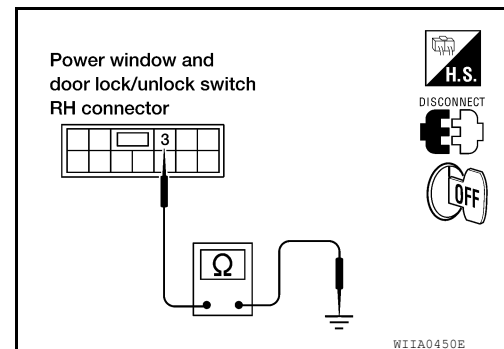 Power window and
door lock/unlock switch
RH connector
H.S.
DISCONNECT
3
OFF
Ω
WIIA0450E